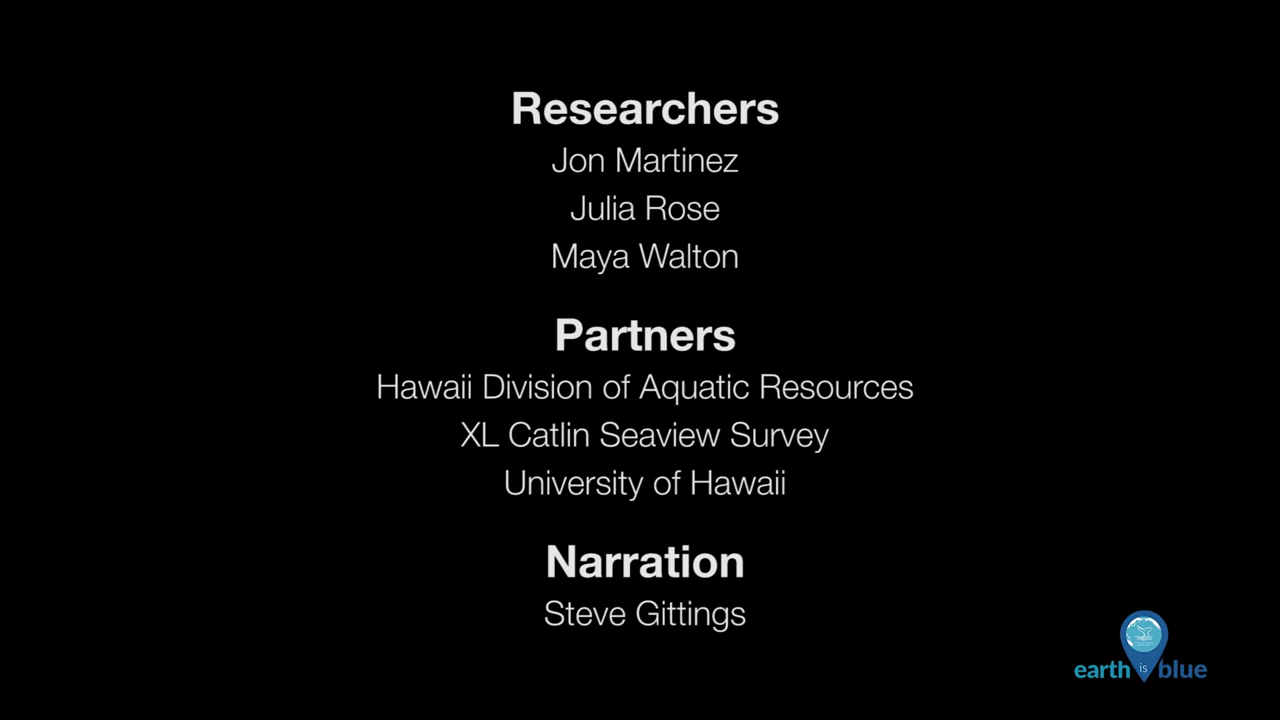 Researchers
Jon Martinez
Julia Rose
Maya Walton
Partners
Hawaii Division of Aquatic Resources
XL Catlin Seaview Survey
University of Hawaii
Narration
Steve Gittings
earth is blue